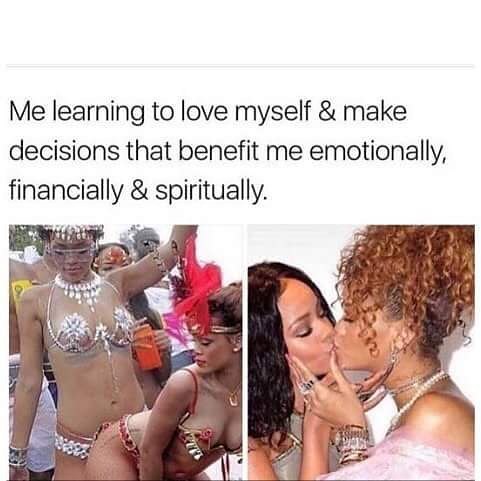 Me learning to love myself & make
decisions that benefit me emotionally,
financially & spiritually.